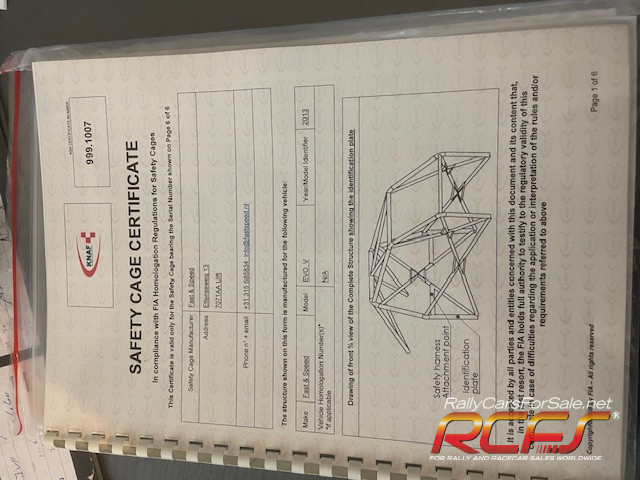 KNAF
KNAF CERTIFICATE NUMBER
999.1007
SAFETY CAGE CERTIFICATE
In compliance with FIA Homologation Regulations for Safety Cages
This Certificate is valid only for the Safety Cage bearing the Serial Number shown on Page 6 of 6
Safety Cage Manufacturer Fast & Speed
Address
7071AA Ulft
Phone n° + email +31 315 585834 info@fastspeed.nl
The structure shown on this form is manufactured for the following vehicle:
Make Fast & Speed Model EVO V Year/Model Identifier 2013
Vehicle Homologation Number(s)* N/A
*if applicable
Drawing of front ¾ view of the Complete Structure showing the identification plate
Safety harness
Attachment point
Identification
plate
It is accepted by all parties and entities concerned with this document and its content that,
in the last resort, the FIA holds full authority to testify to the regulatory validity of this
in case of difficulties regarding the application or interpretation of the rules and/or
requirements referred to above
FIA – All rights reserved
Page 1 of 6
RallyCarsForSale.net
RCFS
FOR RALLY AND RACECAR SALES WORLDWIDE